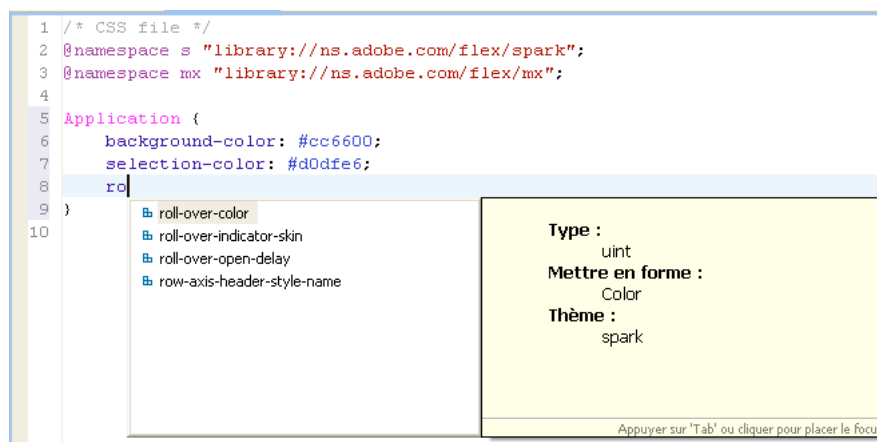 1 /* CSS file */
2 @namespace s "library://ns.adobe.com/flex/spark";
3 @namespace mx "library://ns.adobe.com/flex/mx";
4
5 Application {
6 background-color: #cc6600;
7 selection-color: #d0dfe6;
8 ro
9 }
10
roll-over-color
roll-over-indicator-skin
roll-over-open-delay
row-axis-header-style-name
Type :
uint
Mettre en forme :
Color
Thème :
spark
Appuyer sur 'Tab' ou cliquer pour placer le focu